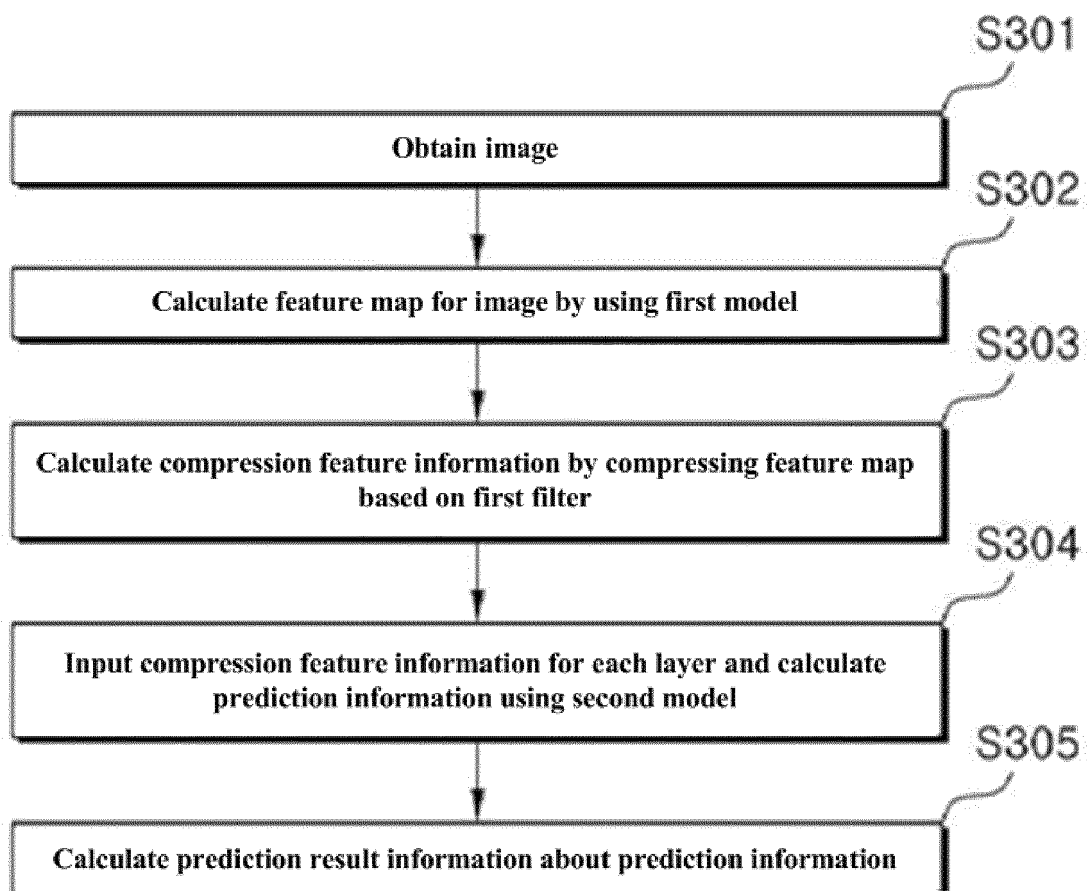 S301
Obtain image
S302
Calculate feature map for image by using first model
S303
Calculate compression feature information by compressing feature map
based on first filter
S304
Input compression feature information for each layer and calculate
prediction information using second model
S305
Calculate prediction result information about prediction information